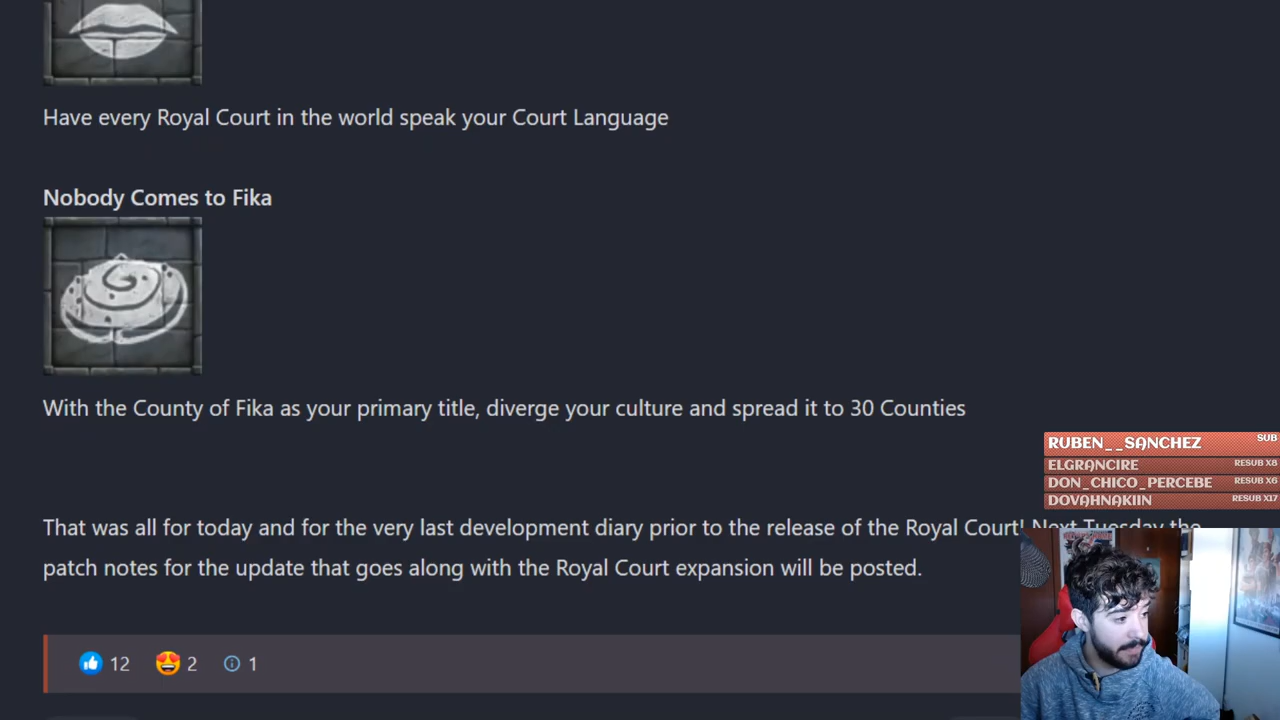 Have every Royal Court in the world speak your Court Language
Nobody Comes to Fika
With the County of Fika as your primary title, diverge your culture and spread it to 30 Counties
RUBEN__SANCHEZ SUB
ELGRANCIRE RESUB X8
DON_CHICO_PERCEBE RESUB X6
DOVAHNAKIIN RESUB X17
That was all for today and for the very last development diary prior to the release of the Royal Court! Next Tuesday the
patch notes for the update that goes along with the Royal Court expansion will be posted.
12 2 1